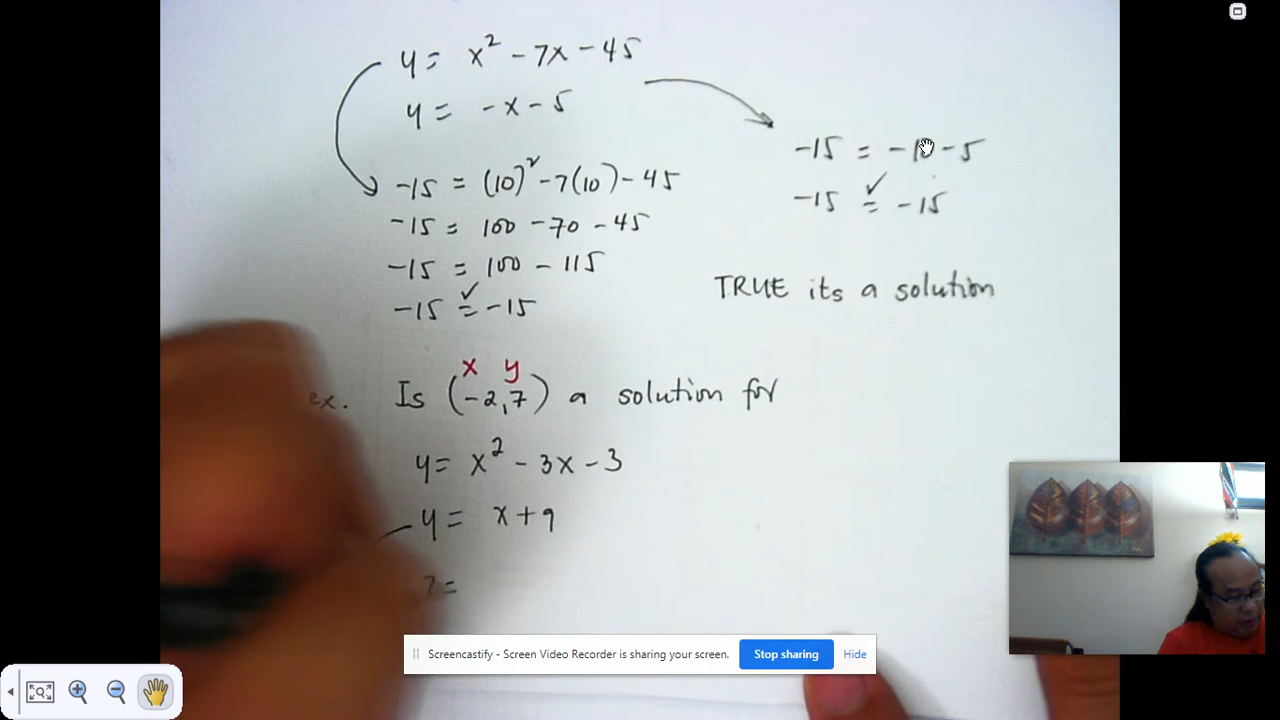 y = x² - 7x - 45
y = -x - 5
-15 = (10)² - 7(10) - 45
-15 = 100 - 70 - 45
-15 = 100 - 115
-15 ✓= -15
-15 = -10 - 5
-15 ✓= -15
TRUE its a solution
x y
ex. Is (-2,7) a solution for
y = x² - 3x - 3
y = x + 9
7 =
Screencastify - Screen Video Recorder is sharing your screen. Stop sharing Hide